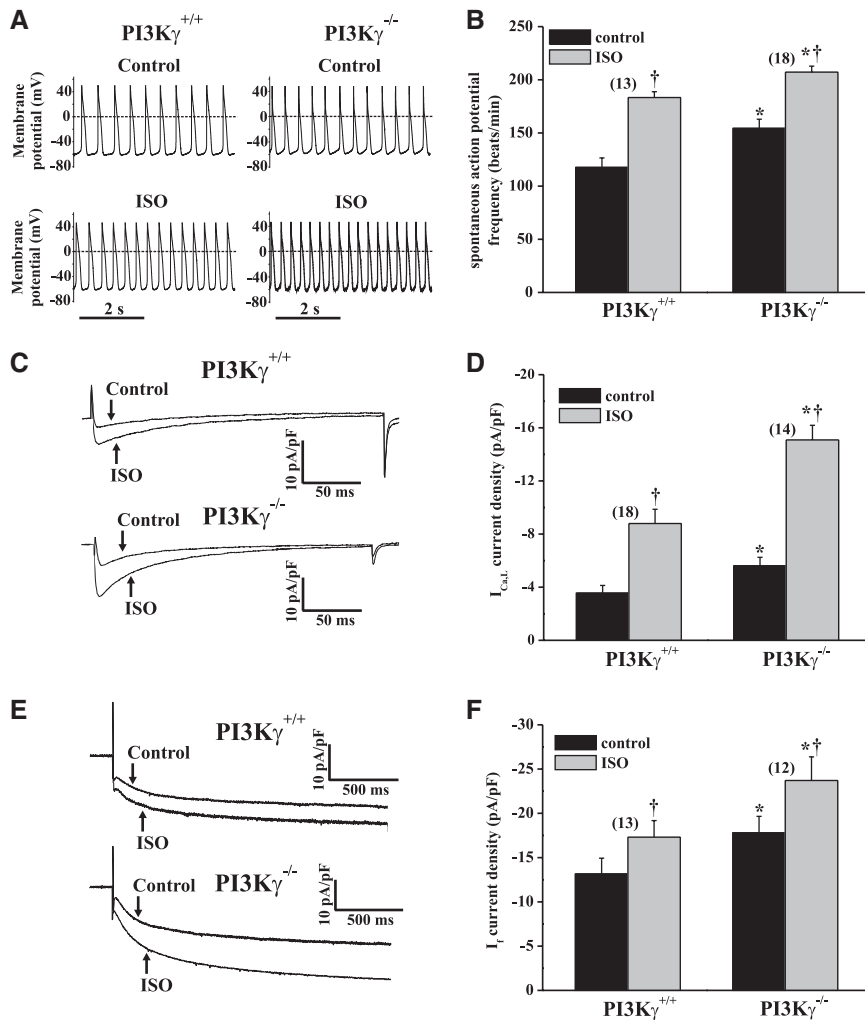 A
PI3Kγ+/+
PI3Kγ-/-
Control
Control
Membrane potential (mV)
40
0
-40
-80
40
0
-40
-80
ISO
ISO
Membrane potential (mV)
40
0
-40
-80
40
0
-40
-80
2 s
2 s
B
control
ISO
spontaneous action potential frequency (beats/min)
250
200
150
100
50
0
(13)
†
*
(18)
*†
PI3Kγ+/+
PI3Kγ-/-
C
PI3Kγ+/+
Control
ISO
10 pA/pF
50 ms
PI3Kγ-/-
Control
ISO
10 pA/pF
50 ms
D
control
ISO
ICa,L current density (pA/pF)
-20
-16
-12
-8
-4
0
(18)
†
*
(14)
*†
PI3Kγ+/+
PI3Kγ-/-
E
PI3Kγ+/+
Control
ISO
10 pA/pF
500 ms
PI3Kγ-/-
Control
ISO
10 pA/pF
500 ms
F
control
ISO
If current density (pA/pF)
-30
-25
-20
-15
-10
-5
0
(13)
†
*
(12)
*†
PI3Kγ+/+
PI3Kγ-/-